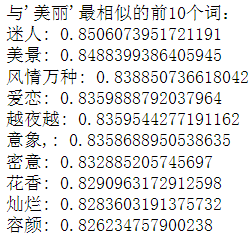 与'美丽'最相似的前10个词：
迷人: 0.8506073951721191
美景: 0.8488399386405945
风情万种: 0.838850736618042
爱恋: 0.8359888792037964
越夜越: 0.8359544277191162
意象,: 0.8358688950538635
密意: 0.832885205745697
花香: 0.8290963172912598
灿烂: 0.8283603191375732
容颜: 0.826234757900238